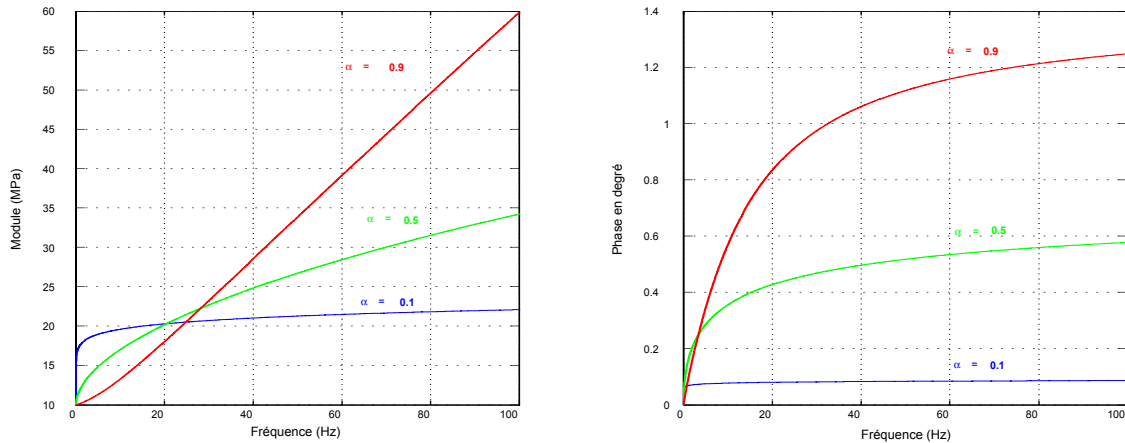 60
55
50
45
40
35
30
25
20
15
10
Module (MPa)
α = 0.9
α = 0.5
α = 0.1
0 20 40 60 80 100
Fréquence (Hz)
1.4
1.2
1
0.8
0.6
0.4
0.2
0
Phase en degré
α = 0.9
α = 0.5
α = 0.1
0 20 40 60 80 100
Fréquence (Hz)